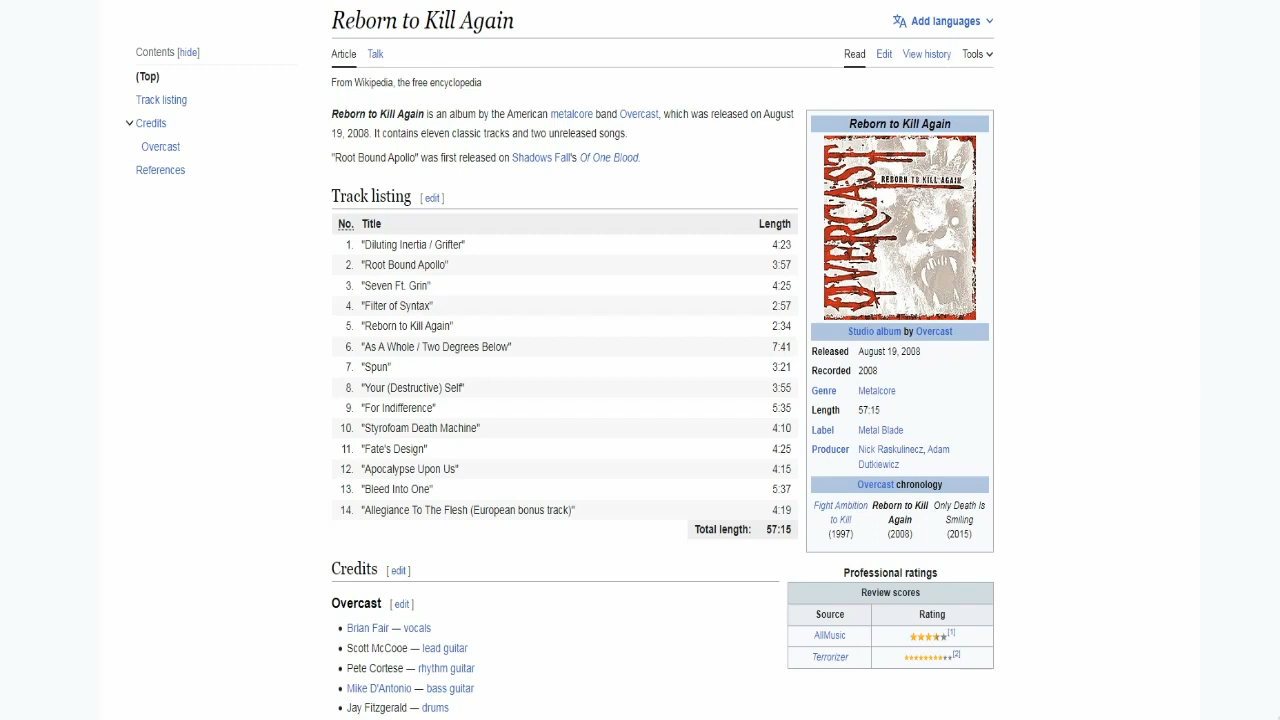 Reborn to Kill Again
Add languages
Contents [hide]
(Top)
Track listing
Credits
Overcast
References
Article Talk
Read Edit View history Tools
From Wikipedia, the free encyclopedia
Reborn to Kill Again is an album by the American metalcore band Overcast, which was released on August
19, 2008. It contains eleven classic tracks and two unreleased songs.
"Root Bound Apollo" was first released on Shadows Fall's Of One Blood.
Track listing [ edit ]
No. Title Length
1. "Diluting Inertia / Grifter" 4:23
2. "Root Bound Apollo" 3:57
3. "Seven Ft. Grin" 4:25
4. "Filter of Syntax" 2:57
5. "Reborn to Kill Again" 2:34
6. "As A Whole / Two Degrees Below" 7:41
7. "Spun" 3:21
8. "Your (Destructive) Self" 3:55
9. "For Indifference" 5:35
10. "Styrofoam Death Machine" 4:10
11. "Fate's Design" 4:25
12. "Apocalypse Upon Us" 4:15
13. "Bleed Into One" 5:37
14. "Allegiance To The Flesh (European bonus track)" 4:19
Total length: 57:15
Credits [ edit ]
Overcast [ edit ]
• Brian Fair — vocals
• Scott McCooe — lead guitar
• Pete Cortese — rhythm guitar
• Mike D'Antonio — bass guitar
• Jay Fitzgerald — drums
Reborn to Kill Again
OVERCAST
REBORN TO KILL AGAIN
Studio album by Overcast
Released August 19, 2008
Recorded 2008
Genre Metalcore
Length 57:15
Label Metal Blade
Producer Nick Raskulinecz, Adam
Dutkiewicz
Overcast chronology
Fight Ambition Reborn to Kill Only Death Is
to Kill Again Smiling
(1997) (2008) (2015)
Professional ratings
Review scores
Source Rating
AllMusic [1]
Terrorizer [2]